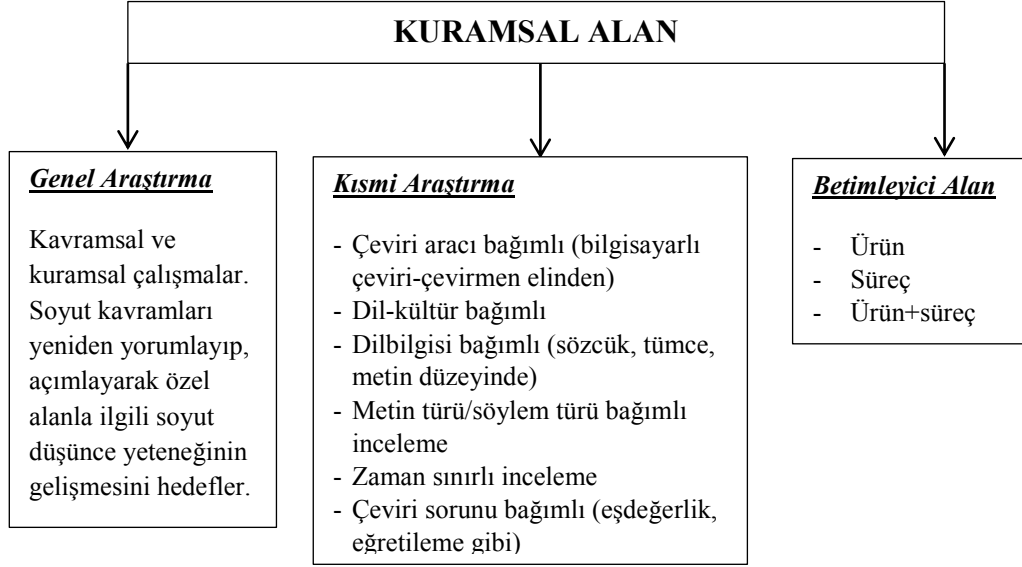 KURAMSAL ALAN
Genel Araştırma
Kavramsal ve
kuramsal çalışmalar.
Soyut kavramları
yeniden yorumlayıp,
açımlayarak özel
alanla ilgili soyut
düşünce yeteneğinin
gelişmesini hedefler.
Kısmi Araştırma
- Çeviri aracı bağımlı (bilgisayarlı
çeviri-çevirmen elinden)
- Dil-kültür bağımlı
- Dilbilgisi bağımlı (sözcük, tümce,
metin düzeyinde)
- Metin türü/söylem türü bağımlı
inceleme
- Zaman sınırlı inceleme
- Çeviri sorunu bağımlı (eşdeğerlik,
eğretileme gibi)
Betimleyici Alan
- Ürün
- Süreç
- Ürün+süreç